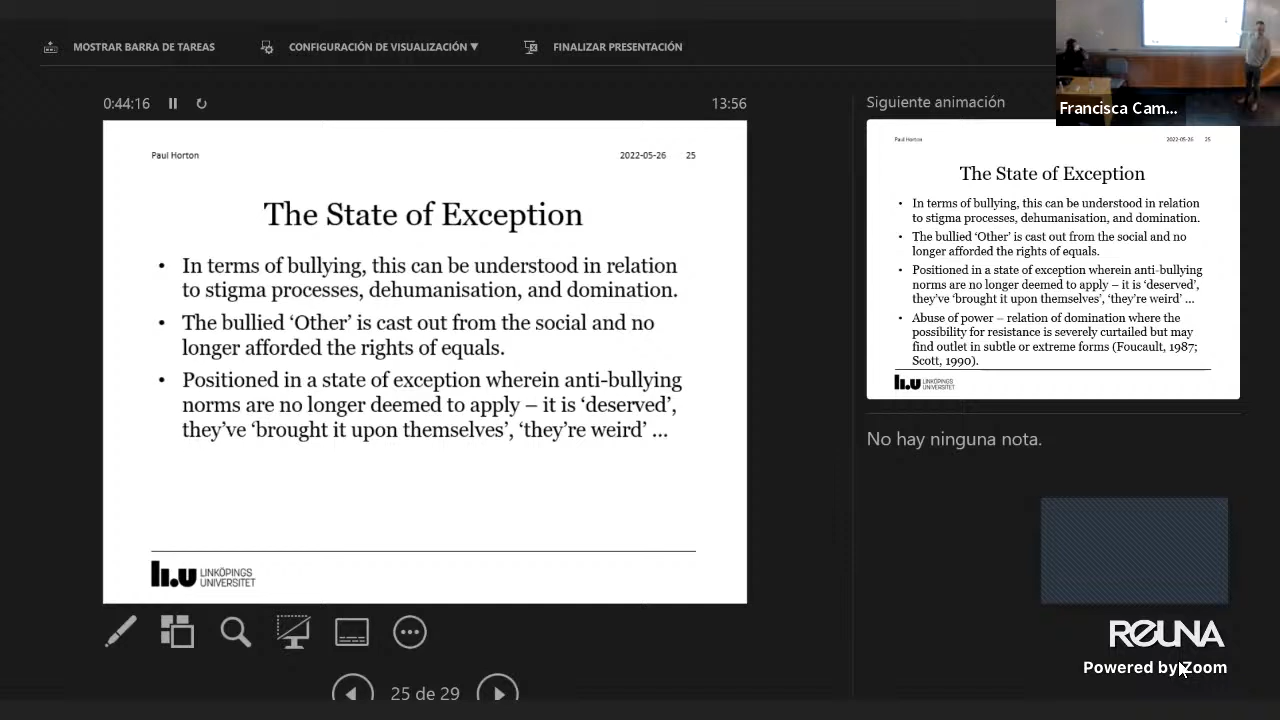 MOSTRAR BARRA DE TAREAS
CONFIGURACIÓN DE VISUALIZACIÓN ▼
FINALIZAR PRESENTACIÓN
Francisca Cam...
0:44:16
13:56
Paul Horton
2022-05-26 25
The State of Exception
• In terms of bullying, this can be understood in relation
to stigma processes, dehumanisation, and domination.
• The bullied ‘Other’ is cast out from the social and no
longer afforded the rights of equals.
• Positioned in a state of exception wherein anti-bullying
norms are no longer deemed to apply – it is ‘deserved’,
they’ve ‘brought it upon themselves’, ‘they’re weird’ ...
LiU LINKÖPINGS
UNIVERSITET
25 de 29
Siguiente animación
Paul Horton
2022-05-26 25
The State of Exception
• In terms of bullying, this can be understood in relation
to stigma processes, dehumanisation, and domination.
• The bullied ‘Other’ is cast out from the social and no
longer afforded the rights of equals.
• Positioned in a state of exception wherein anti-bullying
norms are no longer deemed to apply – it is ‘deserved’,
they’ve ‘brought it upon themselves’, ‘they’re weird’ ...
• Abuse of power – relation of domination where the
possibility for resistance is severely curtailed but may
find outlet in subtle or extreme forms (Foucault, 1987;
Scott, 1990).
LiU LINKÖPINGS
UNIVERSITET
No hay ninguna nota.
REUNA
Powered by Zoom